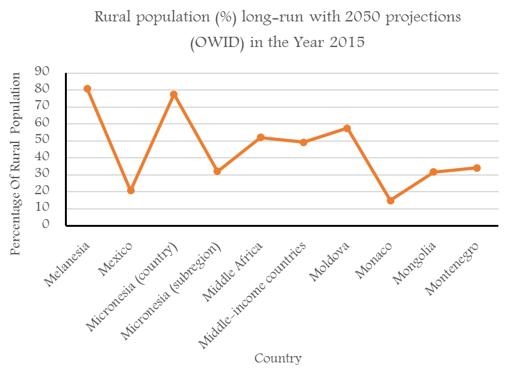 Rural population (%) long-run with 2050 projections
(OWID) in the Year 2015
Percentage Of Rural Population
90
80
70
60
50
40
30
20
10
0
Melanesia
Mexico
Micronesia (country)
Micronesia (subregion)
Middle Africa
Middle-income countries
Moldova
Monaco
Mongolia
Montenegro
Country